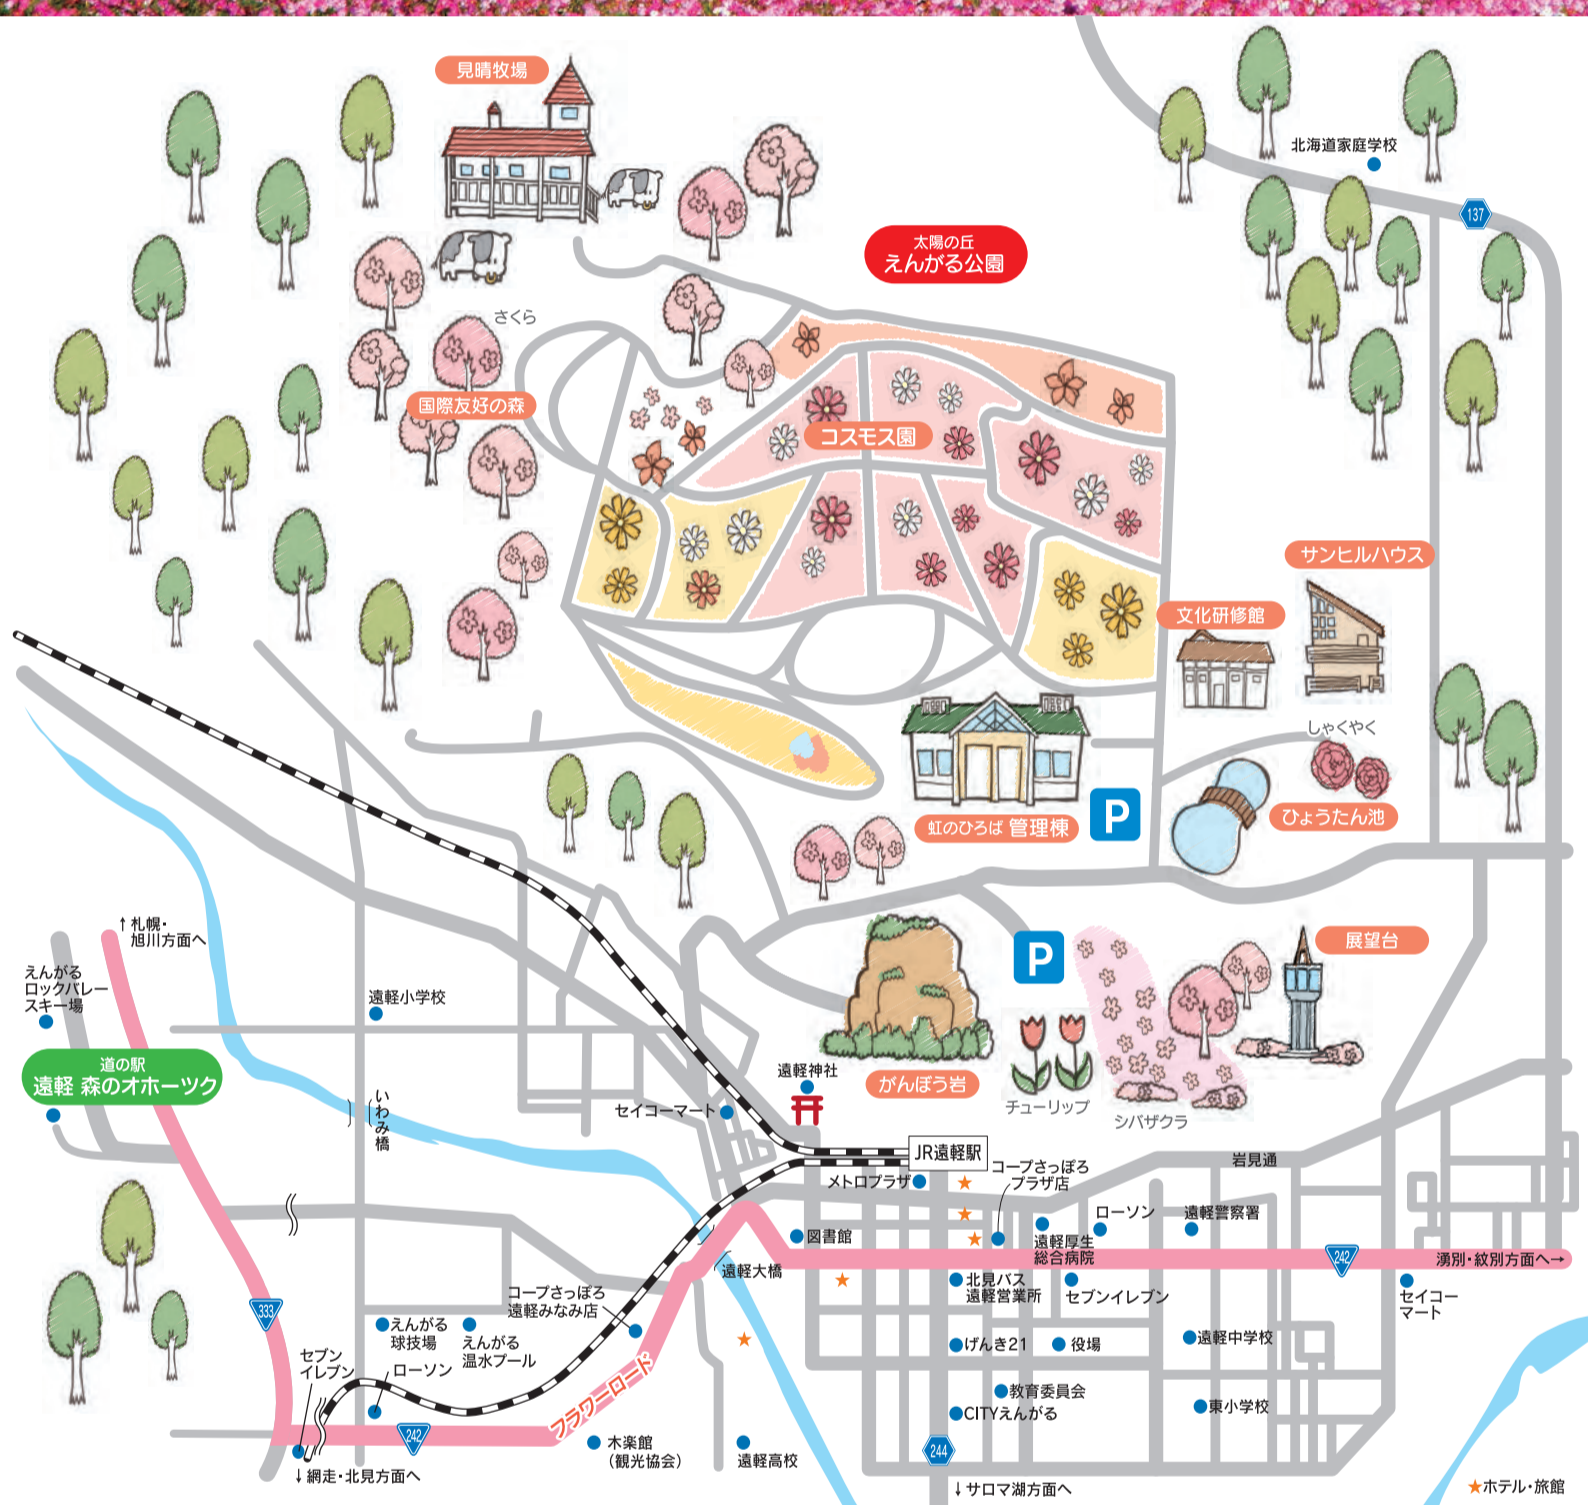 見晴牧場
北海道家庭学校
137
太陽の丘
えんがる公園
さくら
国際友好の森
コスモス園
サンヒルハウス
文化研修館
しゃくやく
ひょうたん池
虹のひろば 管理棟
P
↑札幌・
旭川方面へ
えんがる
ロックバレー
スキー場
遠軽小学校
P
展望台
道の駅
遠軽 森のオホーツク
いわみ橋
セイコーマート
遠軽神社
がんぼう岩
チューリップ
シバザクラ
JR遠軽駅
メトロプラザ
コープさっぽろ
プラザ店
岩見通
図書館
遠軽厚生
総合病院
ローソン
遠軽警察署
242
湧別・紋別方面へ→
遠軽大橋
北見バス
遠軽営業所
セブンイレブン
セイコー
マート
333
コープさっぽろ
遠軽みなみ店
えんがる
球技場
えんがる
温水プール
セブン
イレブン
ローソン
げんき21
役場
遠軽中学校
フラワーロード
教育委員会
CITYえんがる
東小学校
242
木楽館
(観光協会)
遠軽高校
244
↓網走・北見方面へ
↓サロマ湖方面へ
★ホテル・旅館